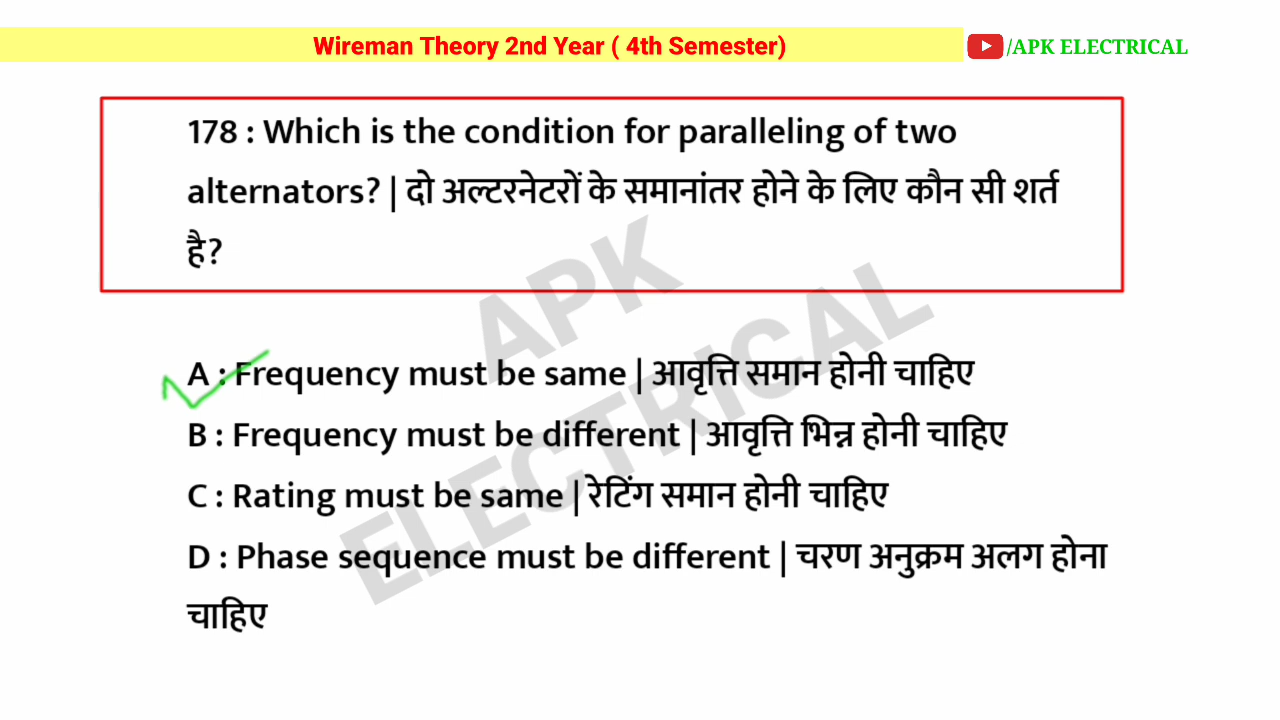 Wireman Theory 2nd Year ( 4th Semester)
/APK ELECTRICAL
178 : Which is the condition for paralleling of two
alternators? | दो अल्टरनेटरों के समानांतर होने के लिए कौन सी शर्त
है?
APK
ELECTRICAL
A : Frequency must be same | आवृत्ति समान होनी चाहिए
B : Frequency must be different | आवृत्ति भिन्न होनी चाहिए
C : Rating must be same | रेटिंग समान होनी चाहिए
D : Phase sequence must be different | चरण अनुक्रम अलग होना
चाहिए